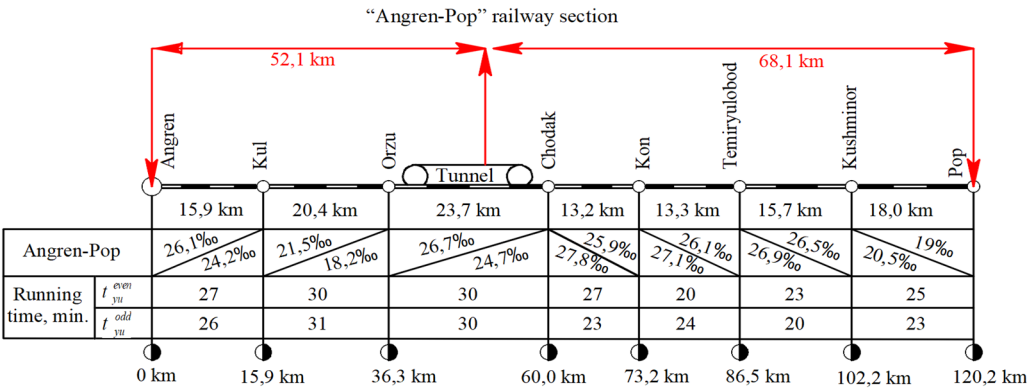 “Angren-Pop” railway section
52,1 km
68,1 km
Angren
Kul
Orzu
Chodak
Kon
Temiryulobod
Kushminor
Pop
Tunnel
15,9 km 20,4 km 23,7 km 13,2 km 13,3 km 15,7 km 18,0 km
Angren-Pop
26,1‰ 24,2‰ 21,5‰ 18,2‰ 26,7‰ 24,7‰ 25,9‰ 27,8‰ 26,1‰ 27,1‰ 26,5‰ 26,9‰ 19‰ 20,5‰
Running time, min.
t yu even 27 30 30 27 20 23 25
t yu odd 26 31 30 23 24 20 23
0 km 15,9 km 36,3 km 60,0 km 73,2 km 86,5 km 102,2 km 120,2 km